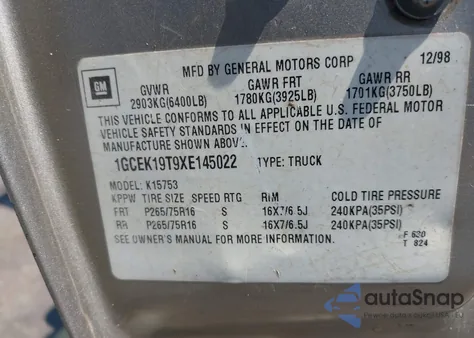 MFD BY GENERAL MOTORS CORP 12/98
GM
GVWR GAWR FRT GAWR RR
2903KG(6400LB) 1780KG(3925LB) 1701KG(3750LB)
THIS VEHICLE CONFORMS TO ALL APPLICABLE U.S. FEDERAL MOTOR
VEHICLE SAFETY STANDARDS IN EFFECT ON THE DATE OF
MANUFACTURE SHOWN ABOVE.
1GCEK19T9XE145022 TYPE: TRUCK
MODEL: K15753
KPPW TIRE SIZE SPEED RTG RIM COLD TIRE PRESSURE
FRT P265/75R16 S 16X7/6.5J 240KPA(35PSI)
RR P265/75R16 S 16X7/6.5J 240KPA(35PSI)
SEE OWNER'S MANUAL FOR MORE INFORMATION.
F 620
T 824
autoSnap